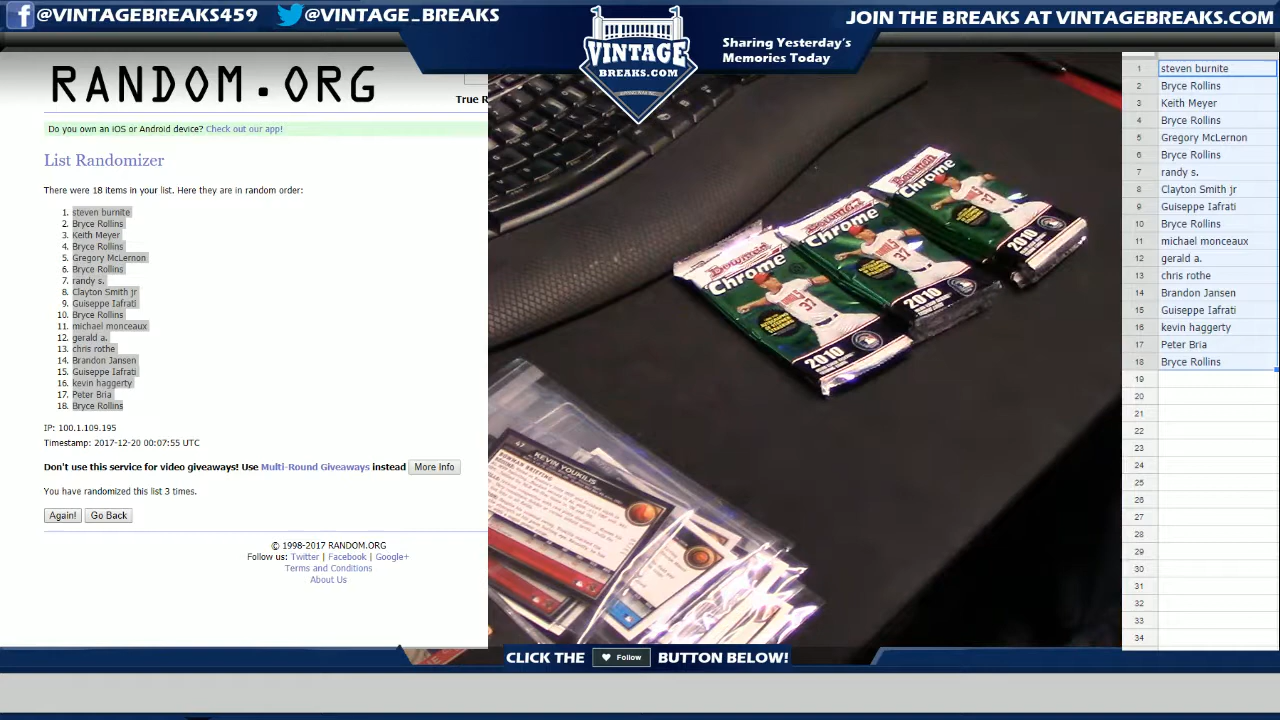 @VINTAGEBREAKS459
@VINTAGE_BREAKS
VINTAGE
BREAKS.COM
Sharing Yesterday's
Memories Today
JOIN THE BREAKS AT VINTAGEBREAKS.COM
RANDOM.ORG
True R
Do you own an iOS or Android device? Check out our app!
List Randomizer
There were 18 items in your list. Here they are in random order:
1. steven burnite
2. Bryce Rollins
3. Keith Meyer
4. Bryce Rollins
5. Gregory McLernon
6. Bryce Rollins
7. randy s.
8. Clayton Smith jr
9. Guiseppe Iafrati
10. Bryce Rollins
11. michael monceaux
12. gerald a.
13. chris rothe
14. Brandon Jansen
15. Guiseppe Iafrati
16. kevin haggerty
17. Peter Bria
18. Bryce Rollins
IP: 100.1.109.195
Timestamp: 2017-12-20 00:07:55 UTC
Don't use this service for video giveaways! Use Multi-Round Giveaways instead More Info
You have randomized this list 3 times.
Again! Go Back
© 1998-2017 RANDOM.ORG
Follow us: Twitter | Facebook | Google+
Terms and Conditions
About Us
Bowman
Chrome
37
2010
Bowman
Chrome
37
2010
Bowman
Chrome
37
2010
47
KEVIN YOUKILIS
BOWMAN BRIEFING
1 steven burnite
2 Bryce Rollins
3 Keith Meyer
4 Bryce Rollins
5 Gregory McLernon
6 Bryce Rollins
7 randy s.
8 Clayton Smith jr
9 Guiseppe Iafrati
10 Bryce Rollins
11 michael monceaux
12 gerald a.
13 chris rothe
14 Brandon Jansen
15 Guiseppe Iafrati
16 kevin haggerty
17 Peter Bria
18 Bryce Rollins
19
20
21
22
23
24
25
26
27
28
29
30
31
32
33
34
CLICK THE Follow BUTTON BELOW!